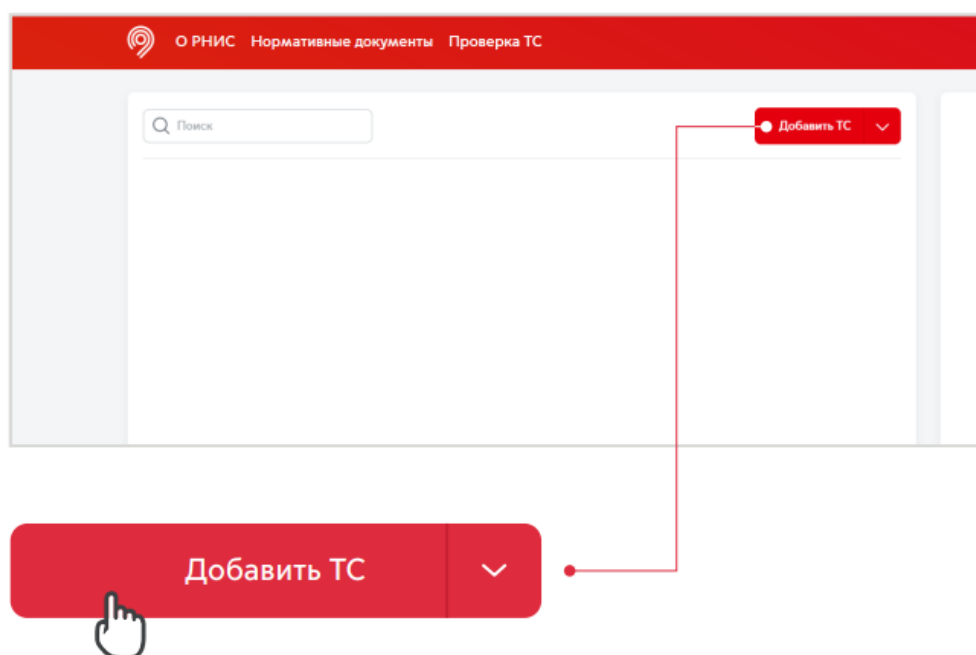 О РНИС Нормативные документы Проверка ТС
Поиск Добавить ТС
Добавить ТС